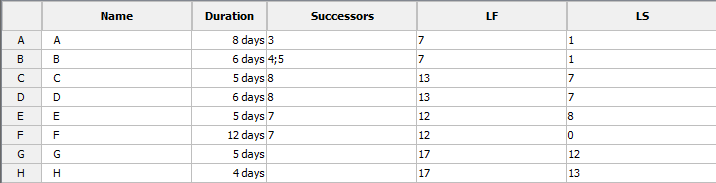 Name Duration Successors LF LS
A A 8 days 3 7 1
B B 6 days 4;5 7 1
C C 5 days 8 13 7
D D 6 days 8 13 7
E E 5 days 7 12 8
F F 12 days 7 12 0
G G 5 days 17 12
H H 4 days 17 13